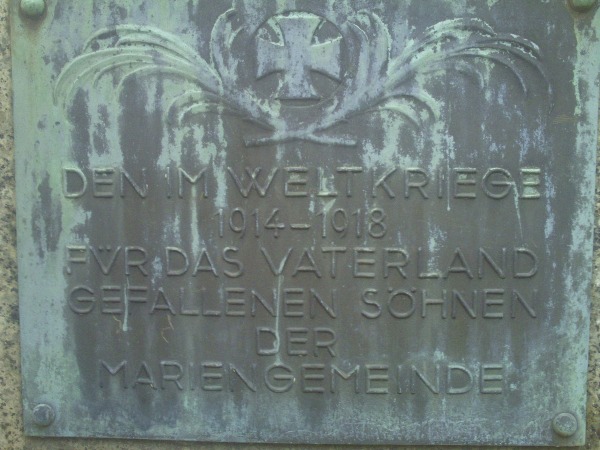 DEN IM WELTKRIEGE
1914-1918
FÜR DAS VATERLAND
GEFALLENEN SÖHNEN
DER
MARIENGEMEINDE